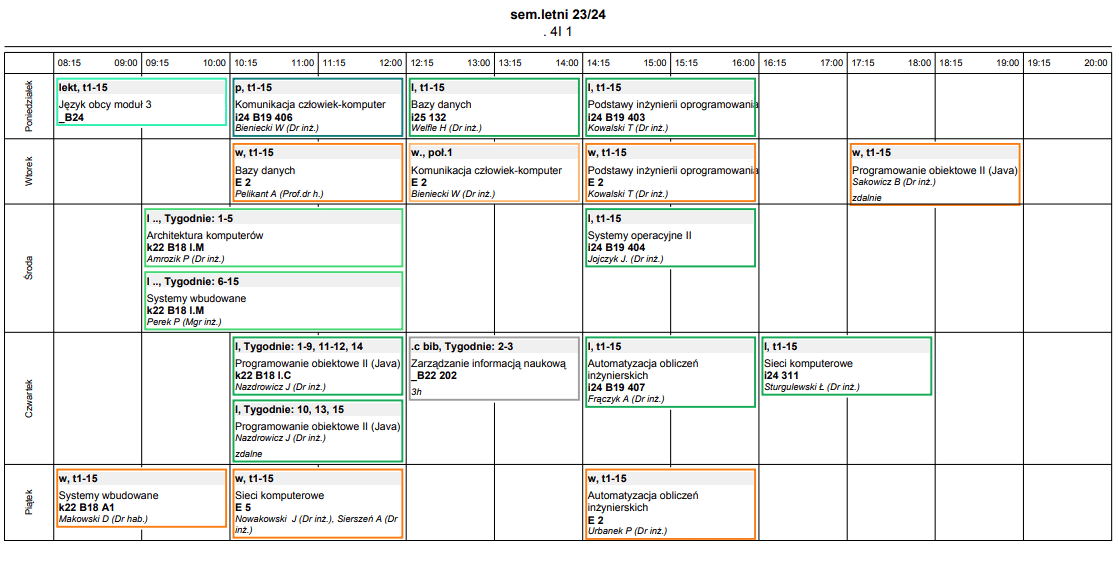 sem.letni 23/24
. 4I 1
08:15 09:00 09:15 10:00 10:15 11:00 11:15 12:00 12:15 13:00 13:15 14:00 14:15 15:00 15:15 16:00 16:15 17:00 17:15 18:00 18:15 19:00 19:15 20:00
Poniedziałek
lekt, t1-15
Język obcy moduł 3
_B24
p, t1-15
Komunikacja człowiek-komputer
i24 B19 406
Bieniecki W (Dr inż.)
l, t1-15
Bazy danych
i25 132
Welfle H (Dr inż.)
l, t1-15
Podstawy inżynierii oprogramowania
i24 B19 403
Kowalski T (Dr inż.)
Wtorek
w, t1-15
Bazy danych
E 2
Pelikant A (Prof.dr h.)
w., poł.1
Komunikacja człowiek-komputer
E 2
Bieniecki W (Dr inż.)
w, t1-15
Podstawy inżynierii oprogramowania
E 2
Kowalski T (Dr inż.)
w, t1-15
Programowanie obiektowe II (Java)
Sakowicz B (Dr inż.)
zdalnie
Środa
l .., Tygodnie: 1-5
Architektura komputerów
k22 B18 l.M
Amrozik P (Dr inż.)
l .., Tygodnie: 6-15
Systemy wbudowane
k22 B18 l.M
Perek P (Mgr inż.)
l, t1-15
Systemy operacyjne II
i24 B19 404
Jojczyk J. (Dr inż.)
Czwartek
l, Tygodnie: 1-9, 11-12, 14
Programowanie obiektowe II (Java)
k22 B18 l.C
Nazdrowicz J (Dr inż.)
l, Tygodnie: 10, 13, 15
Programowanie obiektowe II (Java)
Nazdrowicz J (Dr inż.)
zdalne
.c bib, Tygodnie: 2-3
Zarządzanie informacją naukową
_B22 202
3h
l, t1-15
Automatyzacja obliczeń
inżynierskich
i24 B19 407
Frączyk A (Dr inż.)
l, t1-15
Sieci komputerowe
i24 311
Sturgulewski Ł (Dr inż.)
Piątek
w, t1-15
Systemy wbudowane
k22 B18 A1
Makowski D (Dr hab.)
w, t1-15
Sieci komputerowe
E 5
Nowakowski J (Dr inż.), Sierszeń A (Dr
inż.)
w, t1-15
Automatyzacja obliczeń
inżynierskich
E 2
Urbanek P (Dr inż.)